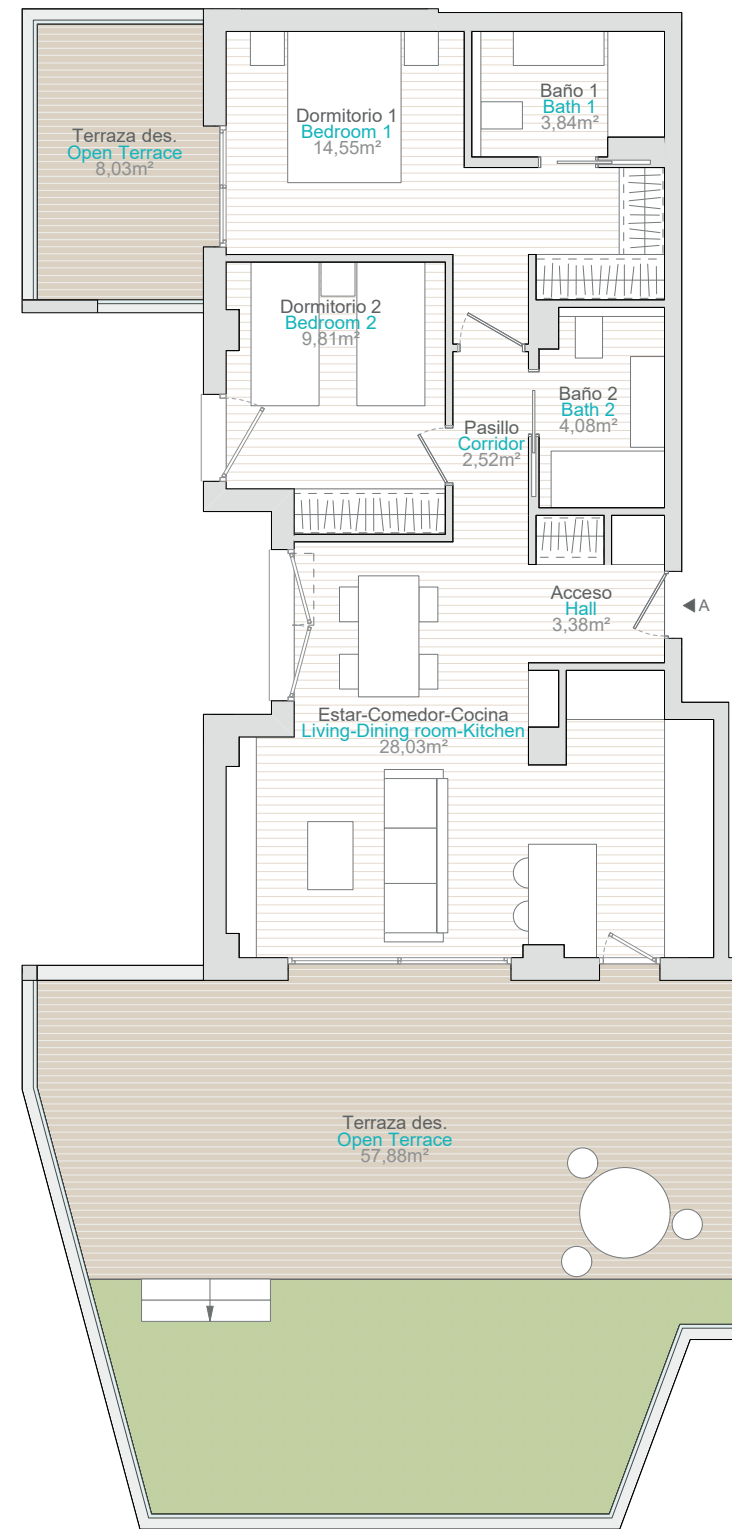 Dormitorio 1
Bedroom 1
14,55m²
Baño 1
Bath 1
3,84m²
Terraza des.
Open Terrace
8,03m²
Dormitorio 2
Bedroom 2
9,81m²
Baño 2
Bath 2
4,08m²
Pasillo
Corridor
2,52m²
Acceso
Hall
3,38m²
A
Estar-Comedor-Cocina
Living-Dining room-Kitchen
28,03m²
Terraza des.
Open Terrace
57,88m²